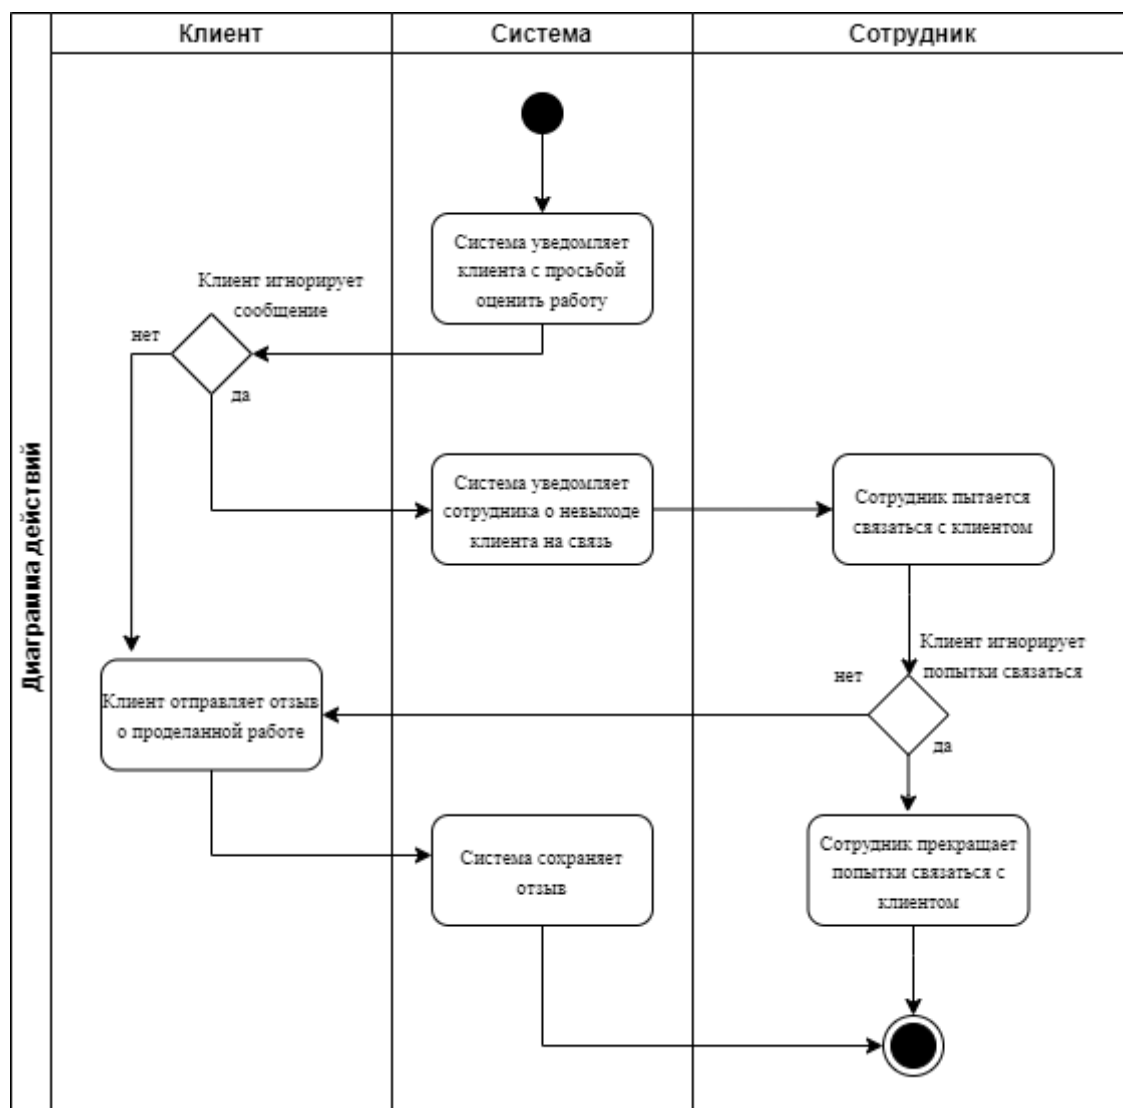 Клиент
Система
Сотрудник
Диаграмма действий
Система уведомляет
клиента с просьбой
оценить работу
Клиент игнорирует
сообщение
нет
да
Система уведомляет
сотрудника о невыходе
клиента на связь
Сотрудник пытается
связаться с клиентом
Клиент игнорирует
попытки связаться
нет
да
Клиент отправляет отзыв
о проделанной работе
Система сохраняет
отзыв
Сотрудник прекращает
попытки связаться с
клиентом